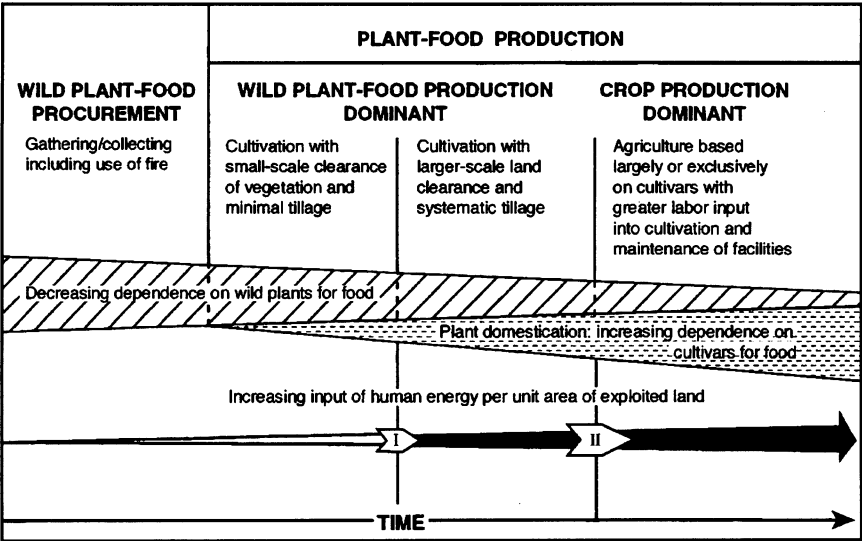 PLANT-FOOD PRODUCTION
WILD PLANT-FOOD
PROCUREMENT
Gathering/collecting
including use of fire
WILD PLANT-FOOD PRODUCTION
DOMINANT
Cultivation with
small-scale clearance
of vegetation and
minimal tillage
Cultivation with
larger-scale land
clearance and
systematic tillage
CROP PRODUCTION
DOMINANT
Agriculture based
largely or exclusively
on cultivars with
greater labor input
into cultivation and
maintenance of facilities
Decreasing dependence on wild plants for food
Plant domestication: increasing dependence on
cultivars for food
Increasing input of human energy per unit area of exploited land
I
II
TIME